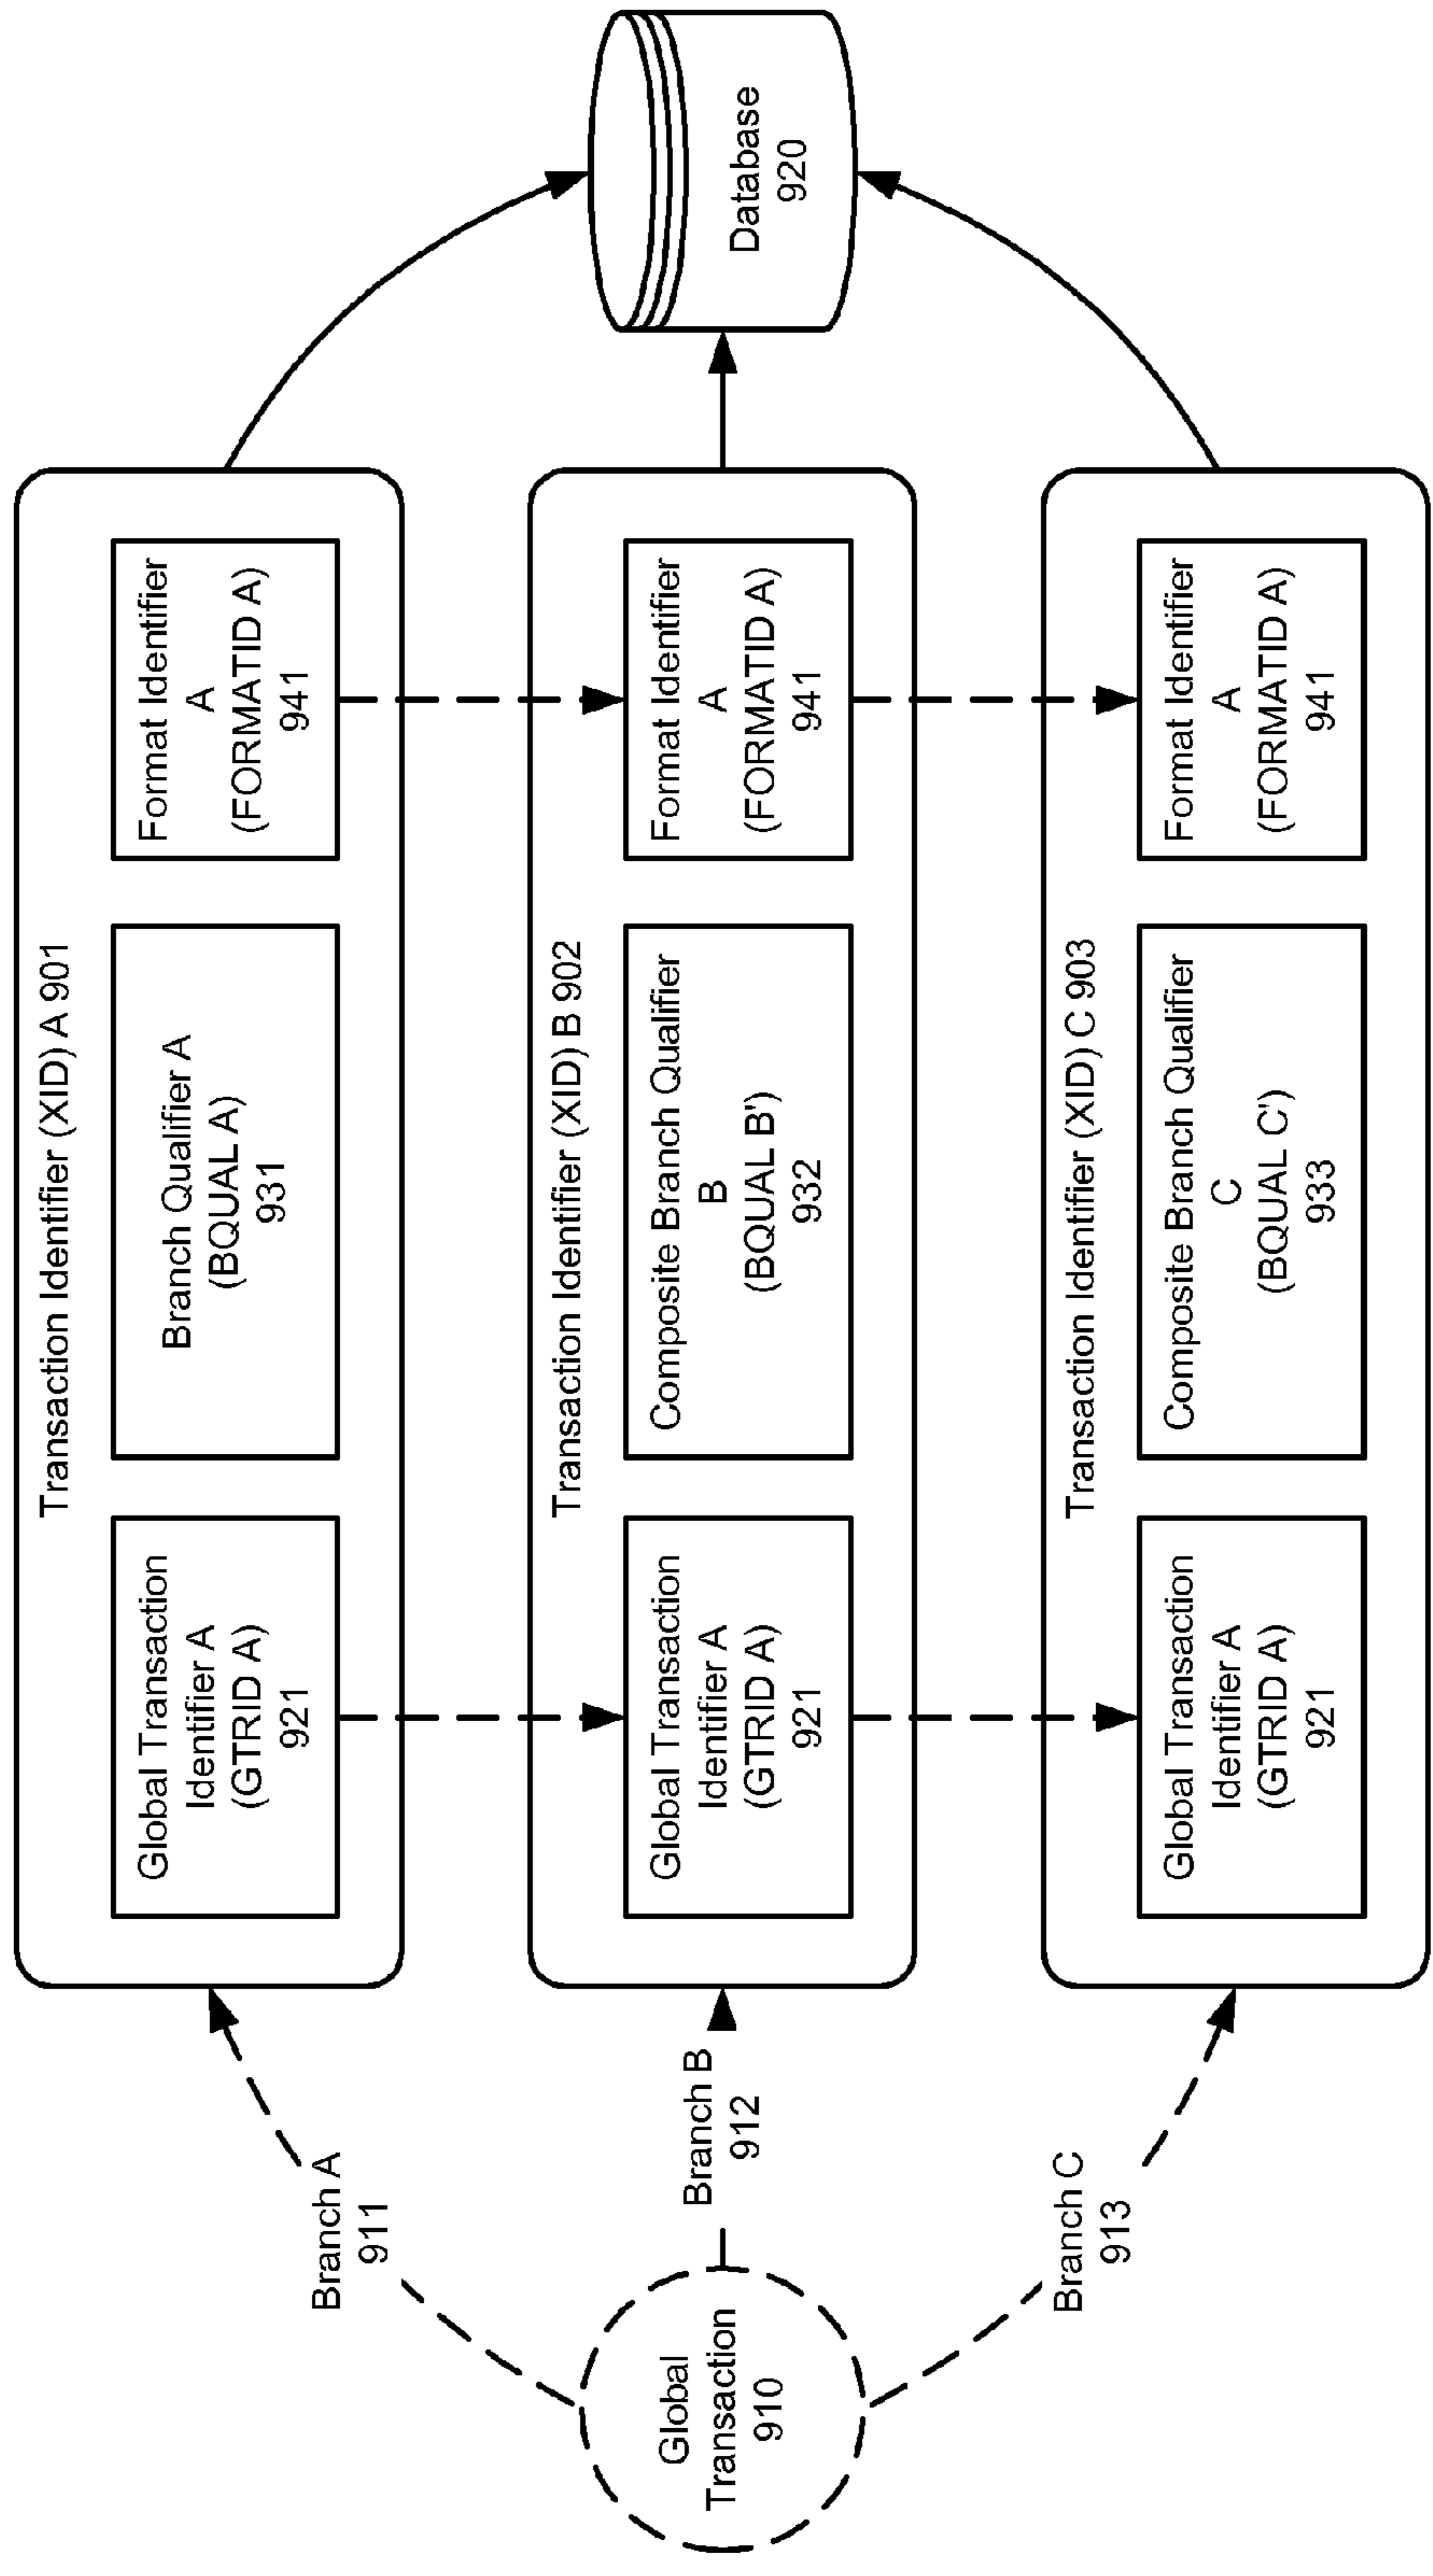 Global
Transaction
910
Branch A
911
Branch B
912
Branch C
913
Transaction Identifier (XID) A 901
Global Transaction
Identifier A
(GTRID A)
921
Branch Qualifier A
(BQUAL A)
931
Format Identifier
A
(FORMATID A)
941
Transaction Identifier (XID) B 902
Global Transaction
Identifier A
(GTRID A)
921
Composite Branch Qualifier
B
(BQUAL B')
932
Format Identifier
A
(FORMATID A)
941
Transaction Identifier (XID) C 903
Global Transaction
Identifier A
(GTRID A)
921
Composite Branch Qualifier
C
(BQUAL C')
933
Format Identifier
A
(FORMATID A)
941
Database
920